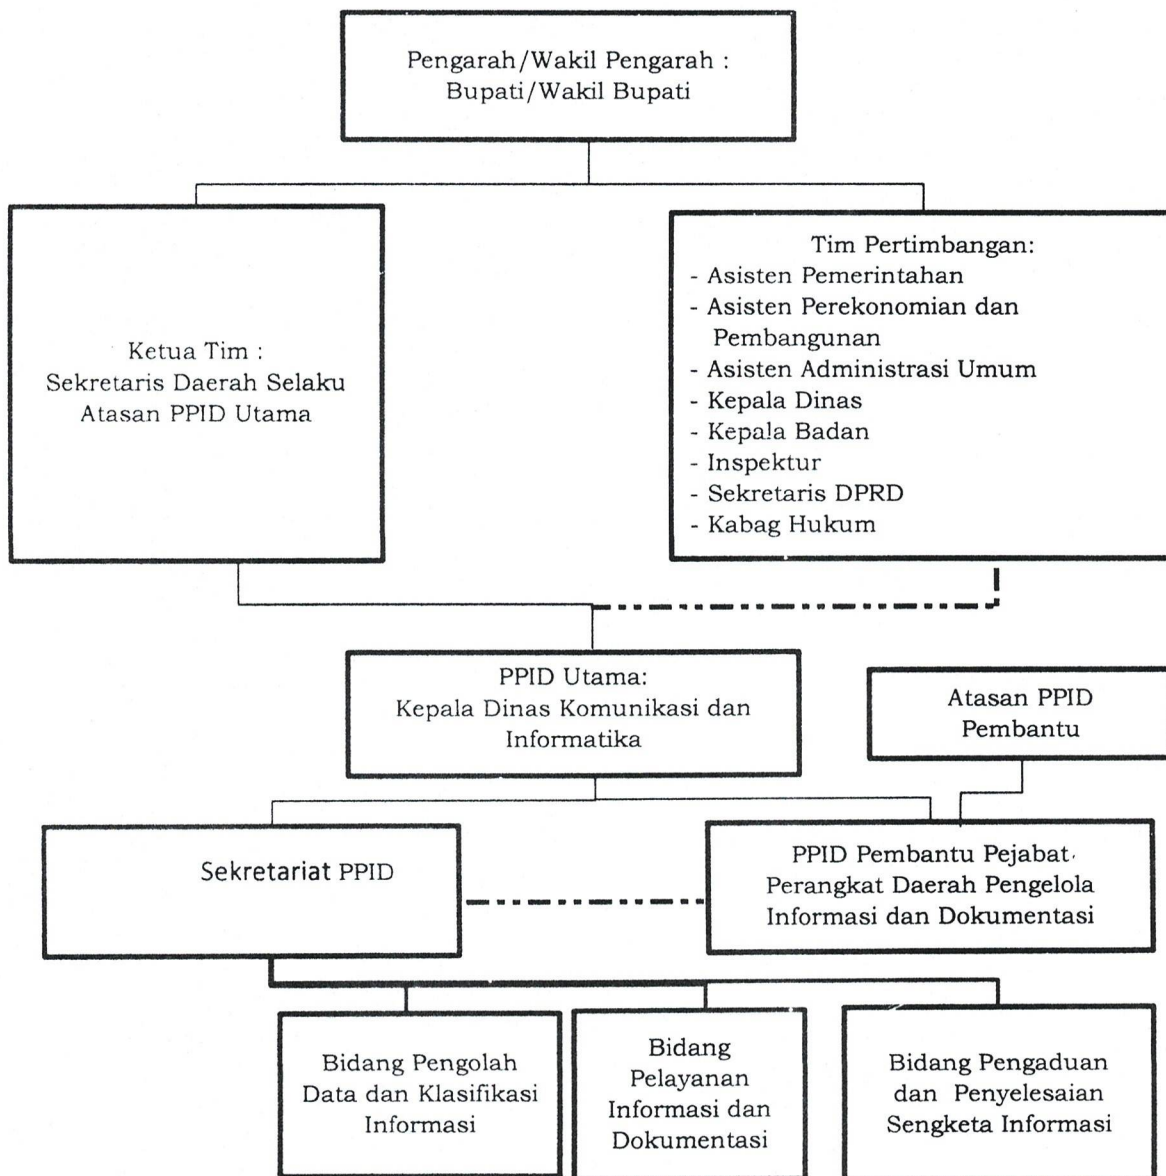 Pengarah/Wakil Pengarah :
Bupati/Wakil Bupati
Ketua Tim :
Sekretaris Daerah Selaku
Atasan PPID Utama
Tim Pertimbangan:
- Asisten Pemerintahan
- Asisten Perekonomian dan
Pembangunan
- Asisten Administrasi Umum
- Kepala Dinas
- Kepala Badan
- Inspektur
- Sekretaris DPRD
- Kabag Hukum
PPID Utama:
Kepala Dinas Komunikasi dan
Informatika
Atasan PPID
Pembantu
Sekretariat PPID
PPID Pembantu Pejabat
Perangkat Daerah Pengelola
Informasi dan Dokumentasi
Bidang Pengolah
Data dan Klasifikasi
Informasi
Bidang
Pelayanan
Informasi dan
Dokumentasi
Bidang Pengaduan
dan Penyelesaian
Sengketa Informasi